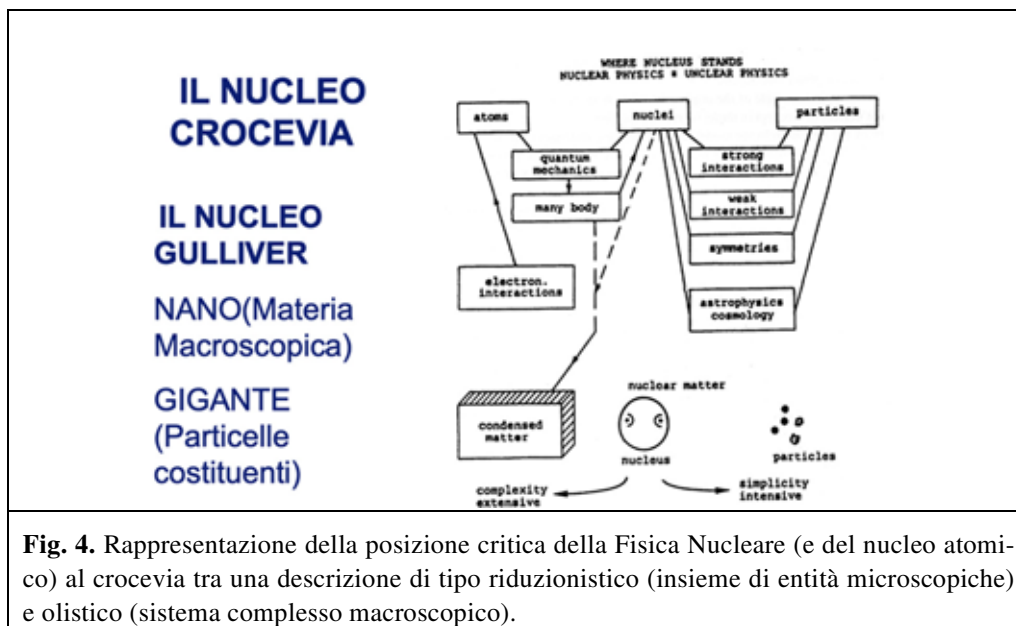 IL NUCLEO
CROCEVIA
IL NUCLEO
GULLIVER
NANO(Materia
Macroscopica)
GIGANTE
(Particelle
costituenti)
WHERE NUCLEUS STANDS
NUCLEAR PHYSICS = UNCLEAR PHYSICS
atoms
nuclei
particles
quantum
mechanics
many body
strong
interactions
weak
interactions
symmetries
electron.
interactions
astrophysics
cosmology
condensed
matter
nuclear matter
nucleus
particles
complexity
extensive
simplicity
intensive
Fig. 4. Rappresentazione della posizione critica della Fisica Nucleare (e del nucleo atomi-
co) al crocevia tra una descrizione di tipo riduzionistico (insieme di entità microscopiche)
e olistico (sistema complesso macroscopico).